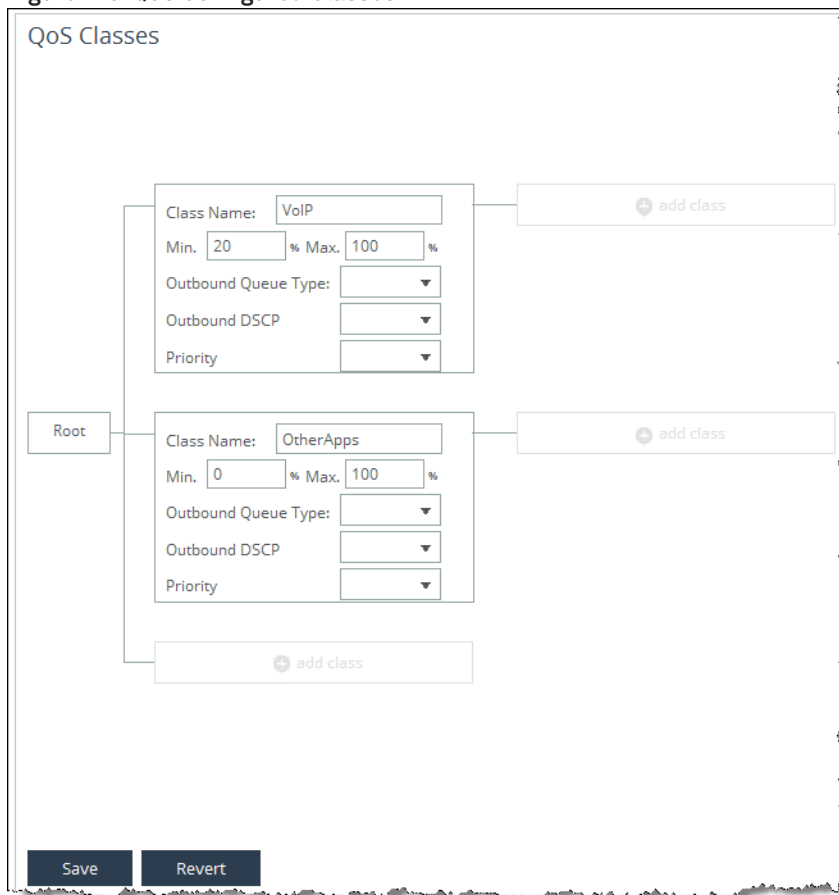 QoS Classes
Class Name: VoIP
add class
Min. 20 % Max. 100 %
Outbound Queue Type:
Outbound DSCP
Priority
Root
Class Name: OtherApps
add class
Min. 0 % Max. 100 %
Outbound Queue Type:
Outbound DSCP
Priority
add class
Save Revert